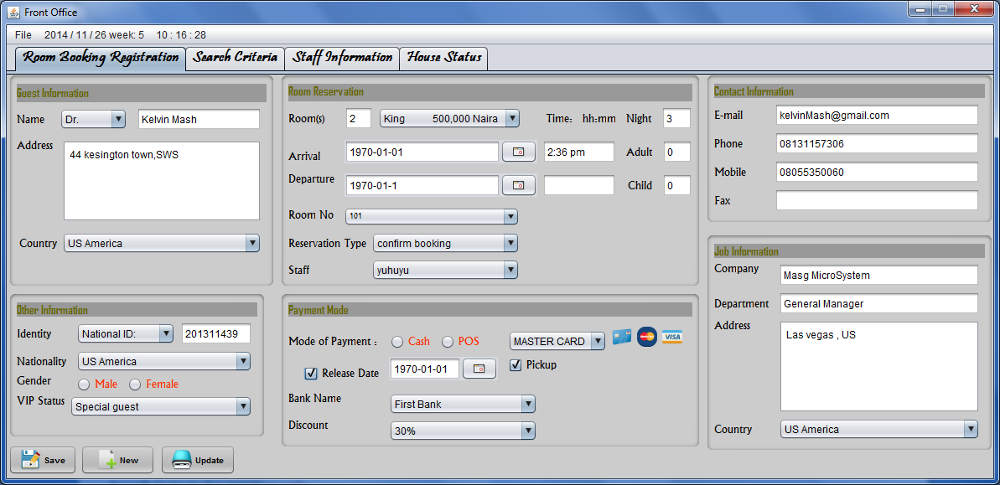 Front Office
File 2014 / 11 / 26 week: 5 10 : 16 : 28
Room Booking Registration Search Criteria Staff Information House Status
Guest Information
Name Dr. Kelvin Mash
Address 44 kesington town,SWS
Country US America
Room Reservation
Room(s) 2 King 500,000 Naira Time: hh:mm Night 3
Arrival 1970-01-01 2:36 pm Adult 0
Departure 1970-01-1 Child 0
Room No 101
Reservation Type confirm booking
Staff yuhuyu
Contact Information
E-mail kelvinMash@gmail.com
Phone 08131157306
Mobile 08055350060
Fax
Other Information
Identity National ID: 201311439
Nationality US America
Gender Male Female
VIP Status Special guest
Payment Mode
Mode of Payment : Cash POS MASTER CARD VISA
Release Date 1970-01-01 Pickup
Bank Name First Bank
Discount 30%
Job Information
Company Masg MicroSystem
Department General Manager
Address Las vegas , US
Country US America
Save New Update